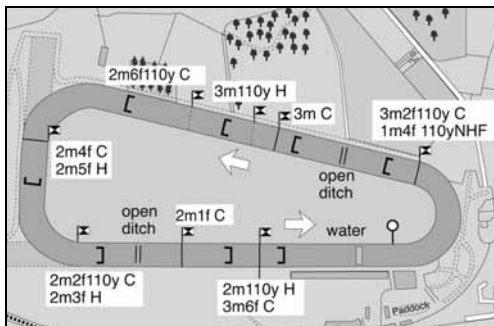 2m6f110y C
3m110y H
3m C
3m2f110y C
1m4f 110yNHF
2m4f C
2m5f H
open
ditch
open
ditch
2m1f C
water
2m2f110y C
2m3f H
2m110y H
3m6f C
Paddock